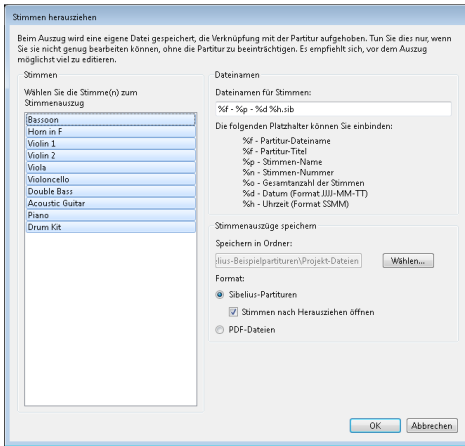 Stimmen herausziehen
Beim Auszug wird eine eigene Datei gespeichert, die Verknüpfung mit der Partitur aufgehoben. Tun Sie dies nur, wenn
Sie sie nicht genug bearbeiten können, ohne die Partitur zu beeinträchtigen. Es empfiehlt sich, vor dem Auszug
möglichst viel zu editieren.
Stimmen
Wählen Sie die Stimme(n) zum
Stimmenauszug
Bassoon
Horn in F
Violin 1
Violin 2
Viola
Violoncello
Double Bass
Acoustic Guitar
Piano
Drum Kit
Dateinamen
Dateinamen für Stimmen:
%f - %p - %d %h.sib
Die folgenden Platzhalter können Sie einbinden:
%f - Partitur-Dateiname
%f - Partitur-Titel
%p - Stimmen-Name
%n - Stimmen-Nummer
%o - Gesamtanzahl der Stimmen
%d - Datum (Format JJJJ-MM-TT)
%h - Uhrzeit (Format SSMM)
Stimmenauszüge speichern
Speichern in Ordner:
lius-Beispielpartituren\Projekt-Dateien
Wählen...
Format:
Sibelius-Partituren
Stimmen nach Herausziehen öffnen
PDF-Dateien
OK
Abbrechen